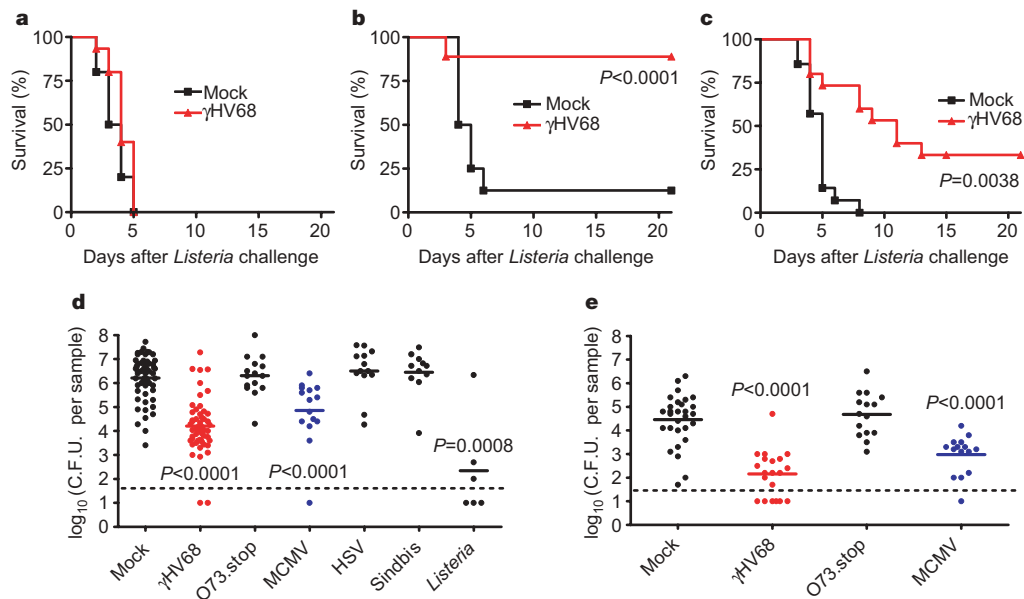 a
100
75
50
25
0
Survival (%)
Mock
γHV68
0 5 10 15 20
Days after Listeria challenge
b
100
75
50
25
0
Survival (%)
P<0.0001
Mock
γHV68
0 5 10 15 20
Days after Listeria challenge
c
100
75
50
25
0
Survival (%)
Mock
γHV68
P=0.0038
0 5 10 15 20
Days after Listeria challenge
d
log10 (C.F.U. per sample)
8
7
6
5
4
3
2
1
0
P<0.0001
P<0.0001
P=0.0008
Mock
γHV68
O73.stop
MCMV
HSV
Sindbis
Listeria
e
log10 (C.F.U. per sample)
8
7
6
5
4
3
2
1
0
P<0.0001
P<0.0001
Mock
γHV68
O73.stop
MCMV